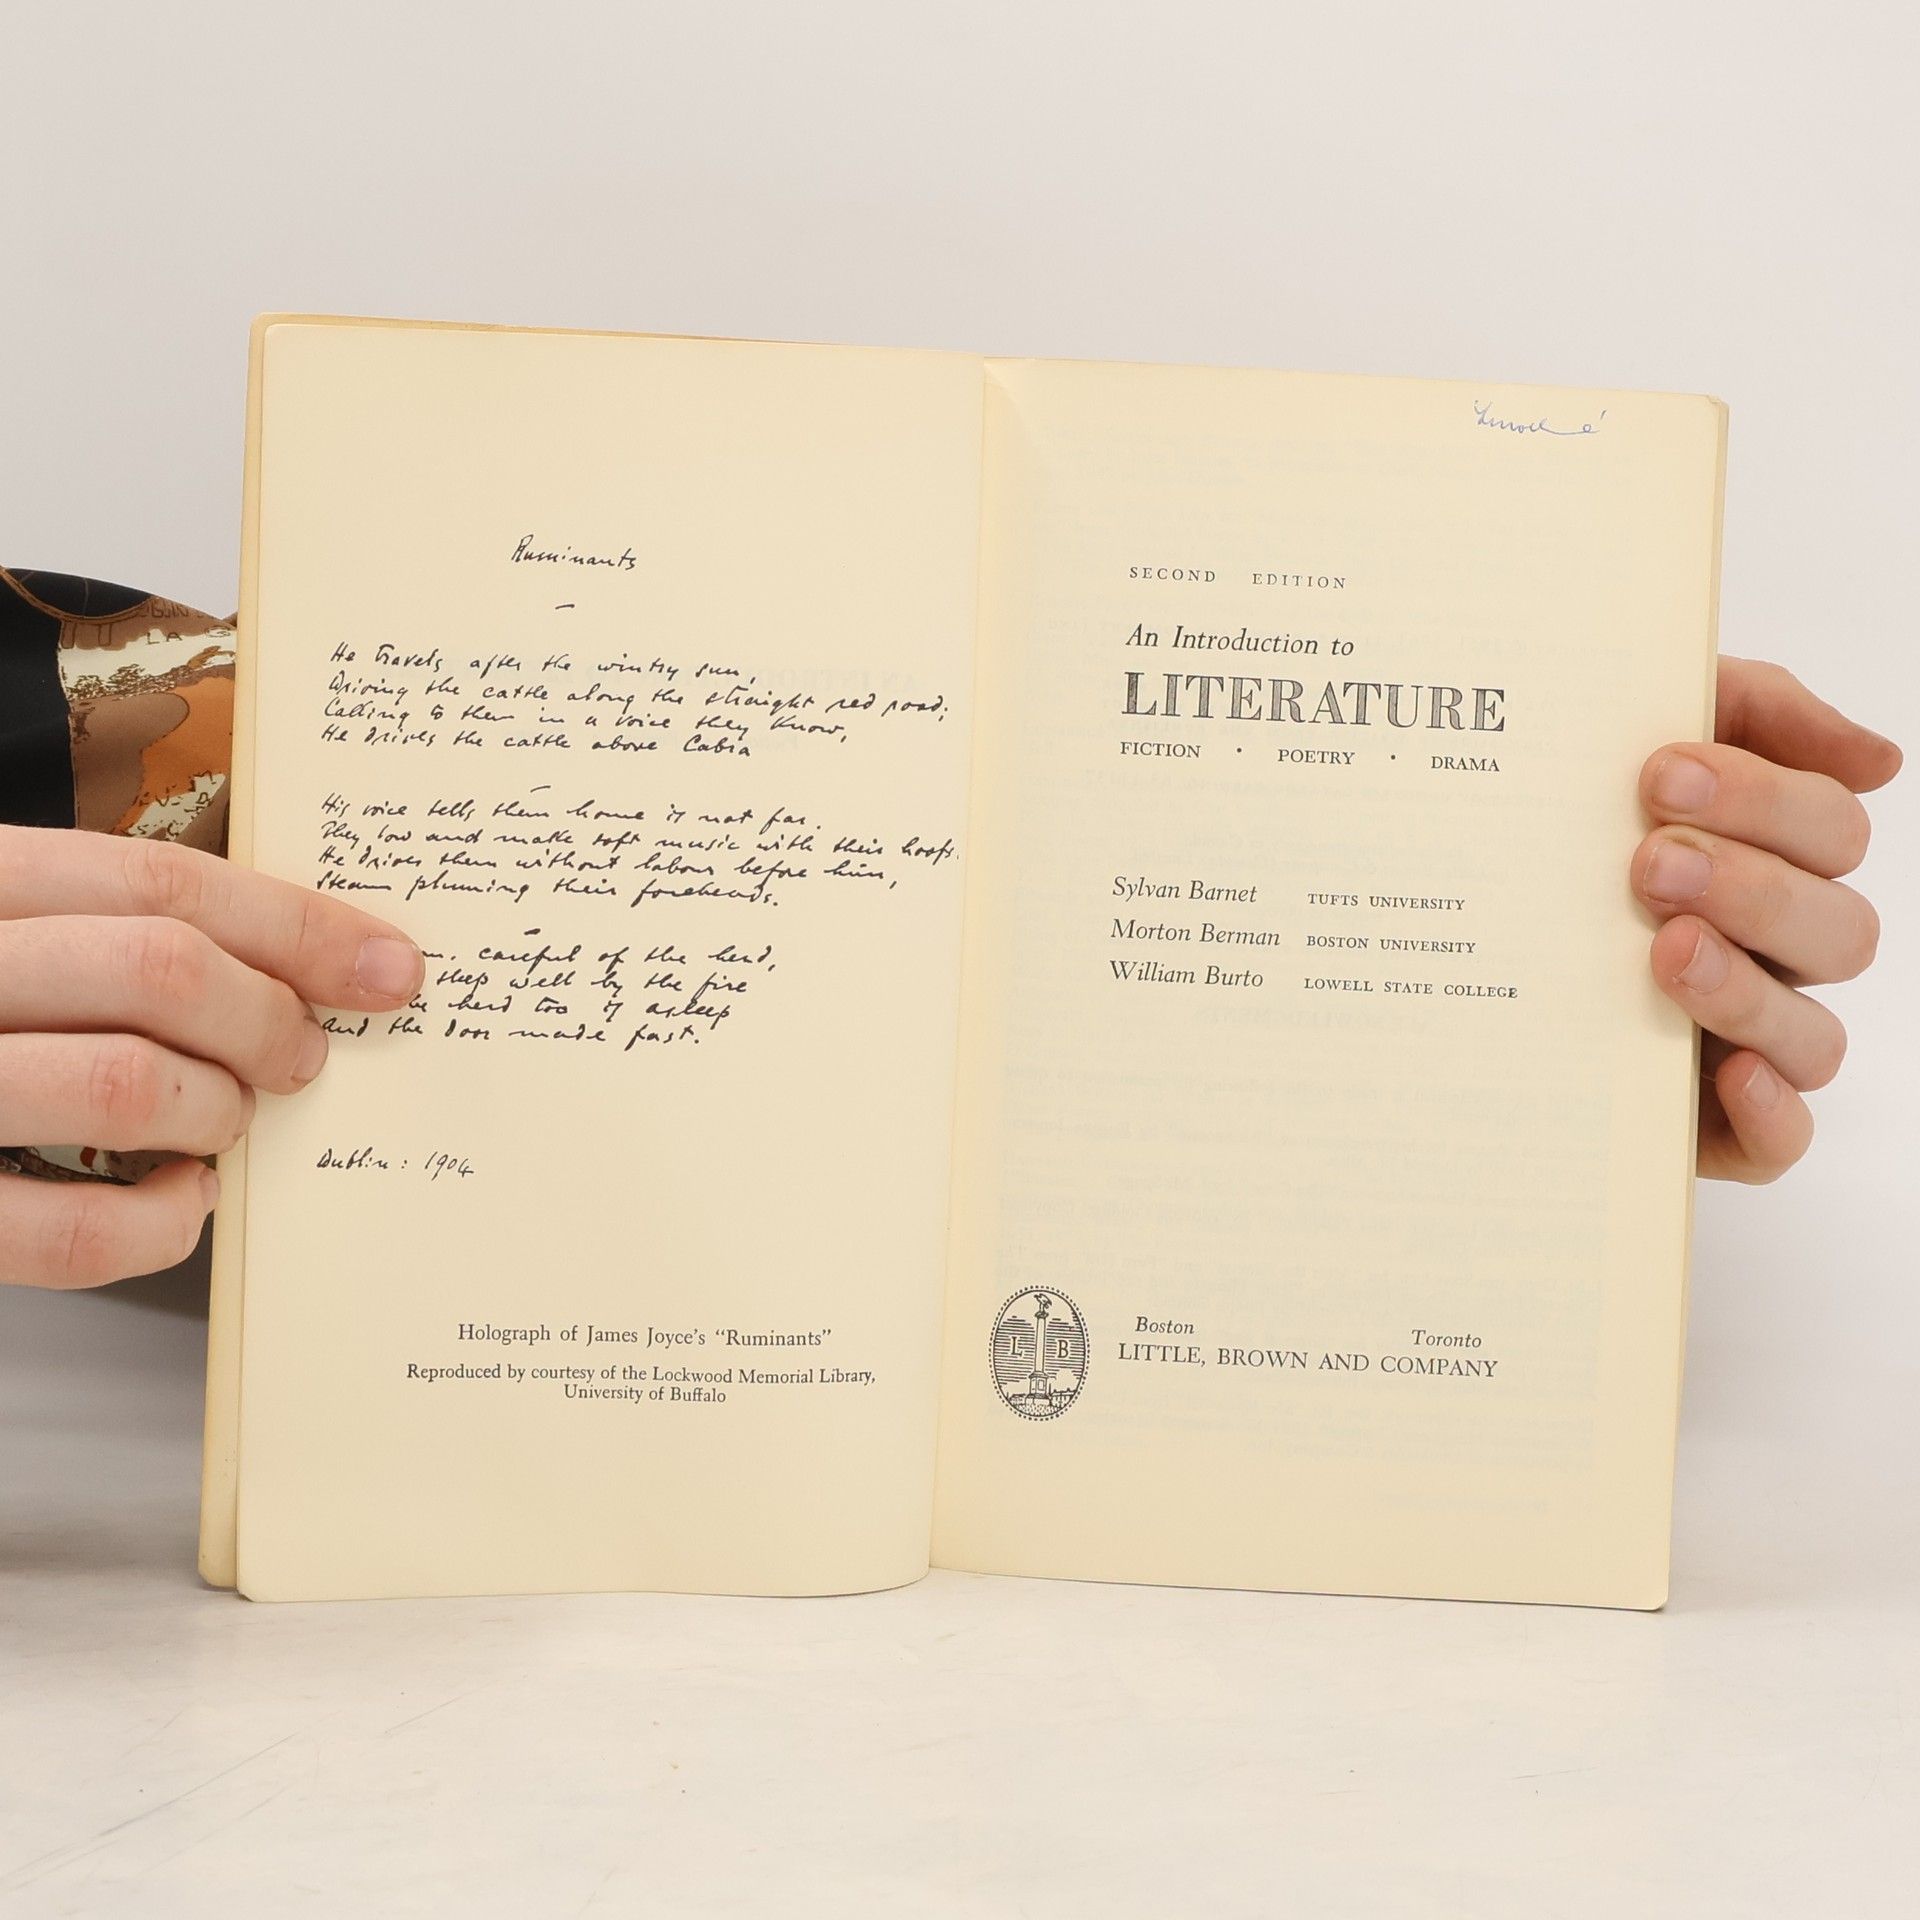 Ruminants
He travels after the wintry sun,
Driving the cattle along the straight red road;
Calling to them in a voice they know,
He drives the cattle above Cabra
His voice tells them home is not far.
They low and make soft music with their hoofs.
He drives them without labour before him,
Steam pluming their foreheads.
careful of the herd,
sleep well by the fire
herd too is asleep
and the door made fast.
Dublin: 1904
Holograph of James Joyce's “Ruminants”
Reproduced by courtesy of the Lockwood Memorial Library,
University of Buffalo
SECOND EDITION
An Introduction to
LITERATURE
FICTION · POETRY · DRAMA
Sylvan Barnet TUFTS UNIVERSITY
Morton Berman BOSTON UNIVERSITY
William Burto LOWELL STATE COLLEGE
L B
Boston Toronto
LITTLE, BROWN AND COMPANY